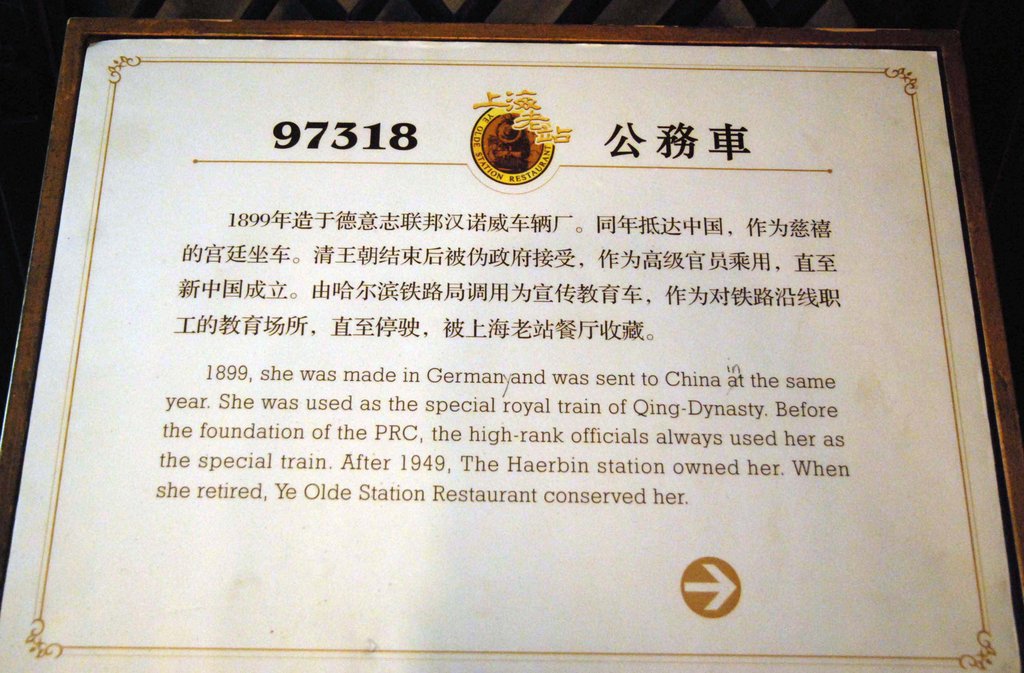 97318
上海老站
YE OLDE STATION RESTAURANT
公務車
1899年造于德意志联邦汉诺威车辆厂。同年抵达中国，作为慈禧
的宫廷坐车。清王朝结束后被伪政府接受，作为高级官员乘用，直至
新中国成立。由哈尔滨铁路局调用为宣传教育车，作为对铁路沿线职
工的教育场所，直至停驶，被上海老站餐厅收藏。
1899, she was made in Germany and was sent to China at in the same
year. She was used as the special royal train of Qing-Dynasty. Before
the foundation of the PRC, the high-rank officials always used her as
the special train. After 1949, The Haerbin station owned her. When
she retired, Ye Olde Station Restaurant conserved her.